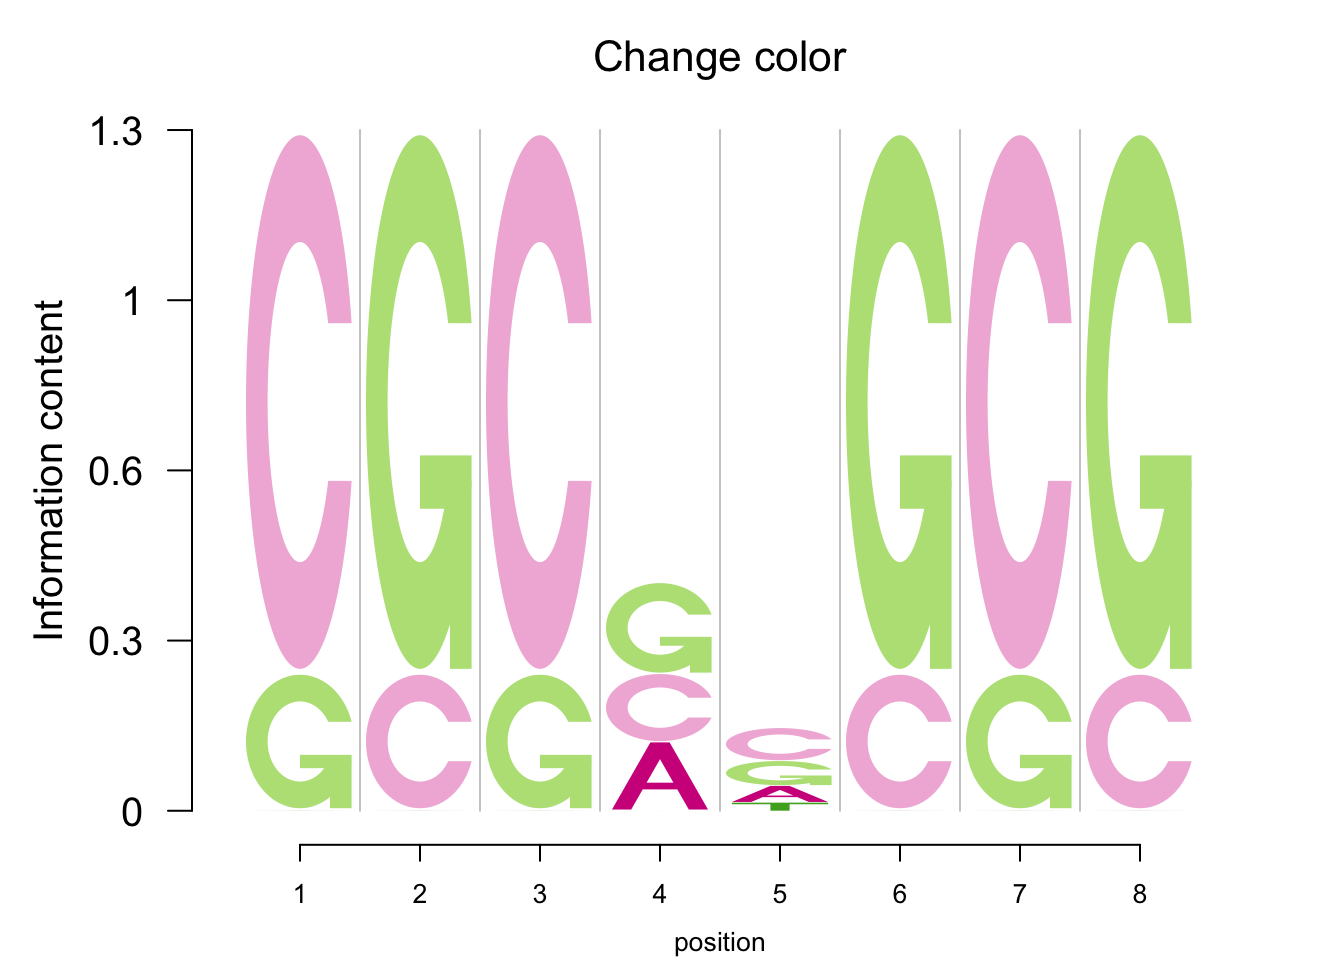 Change color
Information content
1.3
1
0.6
0.3
0
C G C G C G C G
G C G C G C G C
A A
T
1 2 3 4 5 6 7 8
position